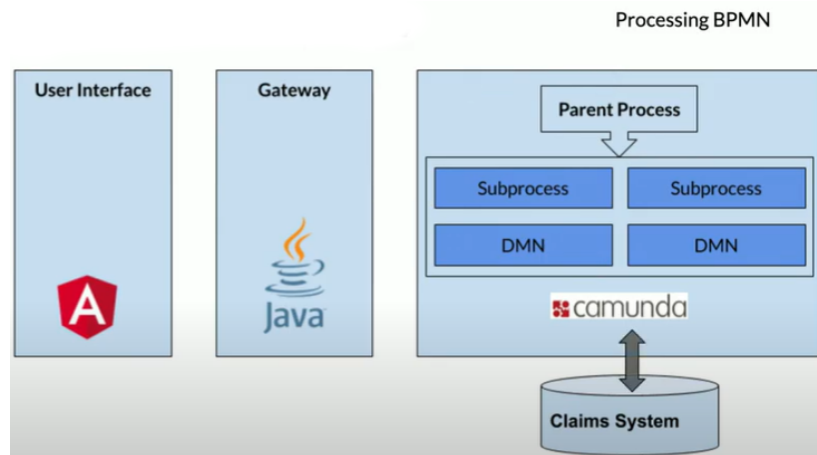 Processing BPMN
User Interface
Gateway
Parent Process
Subprocess
Subprocess
DMN
DMN
A
Java
camunda
Claims System